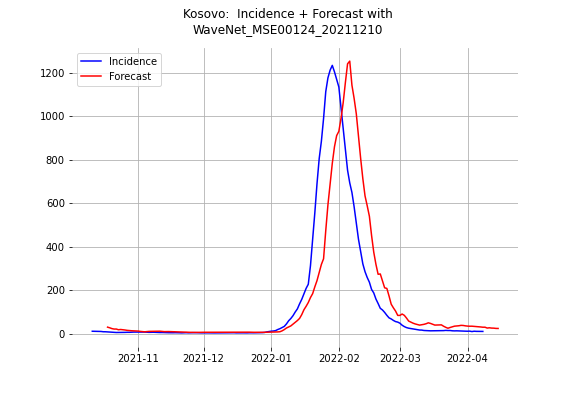 Kosovo:  Incidence + Forecast with
WaveNet_MSE00124_20211210
Incidence
Forecast
1200
1000
800
600
400
200
0
2021-11 2021-12 2022-01 2022-02 2022-03 2022-04